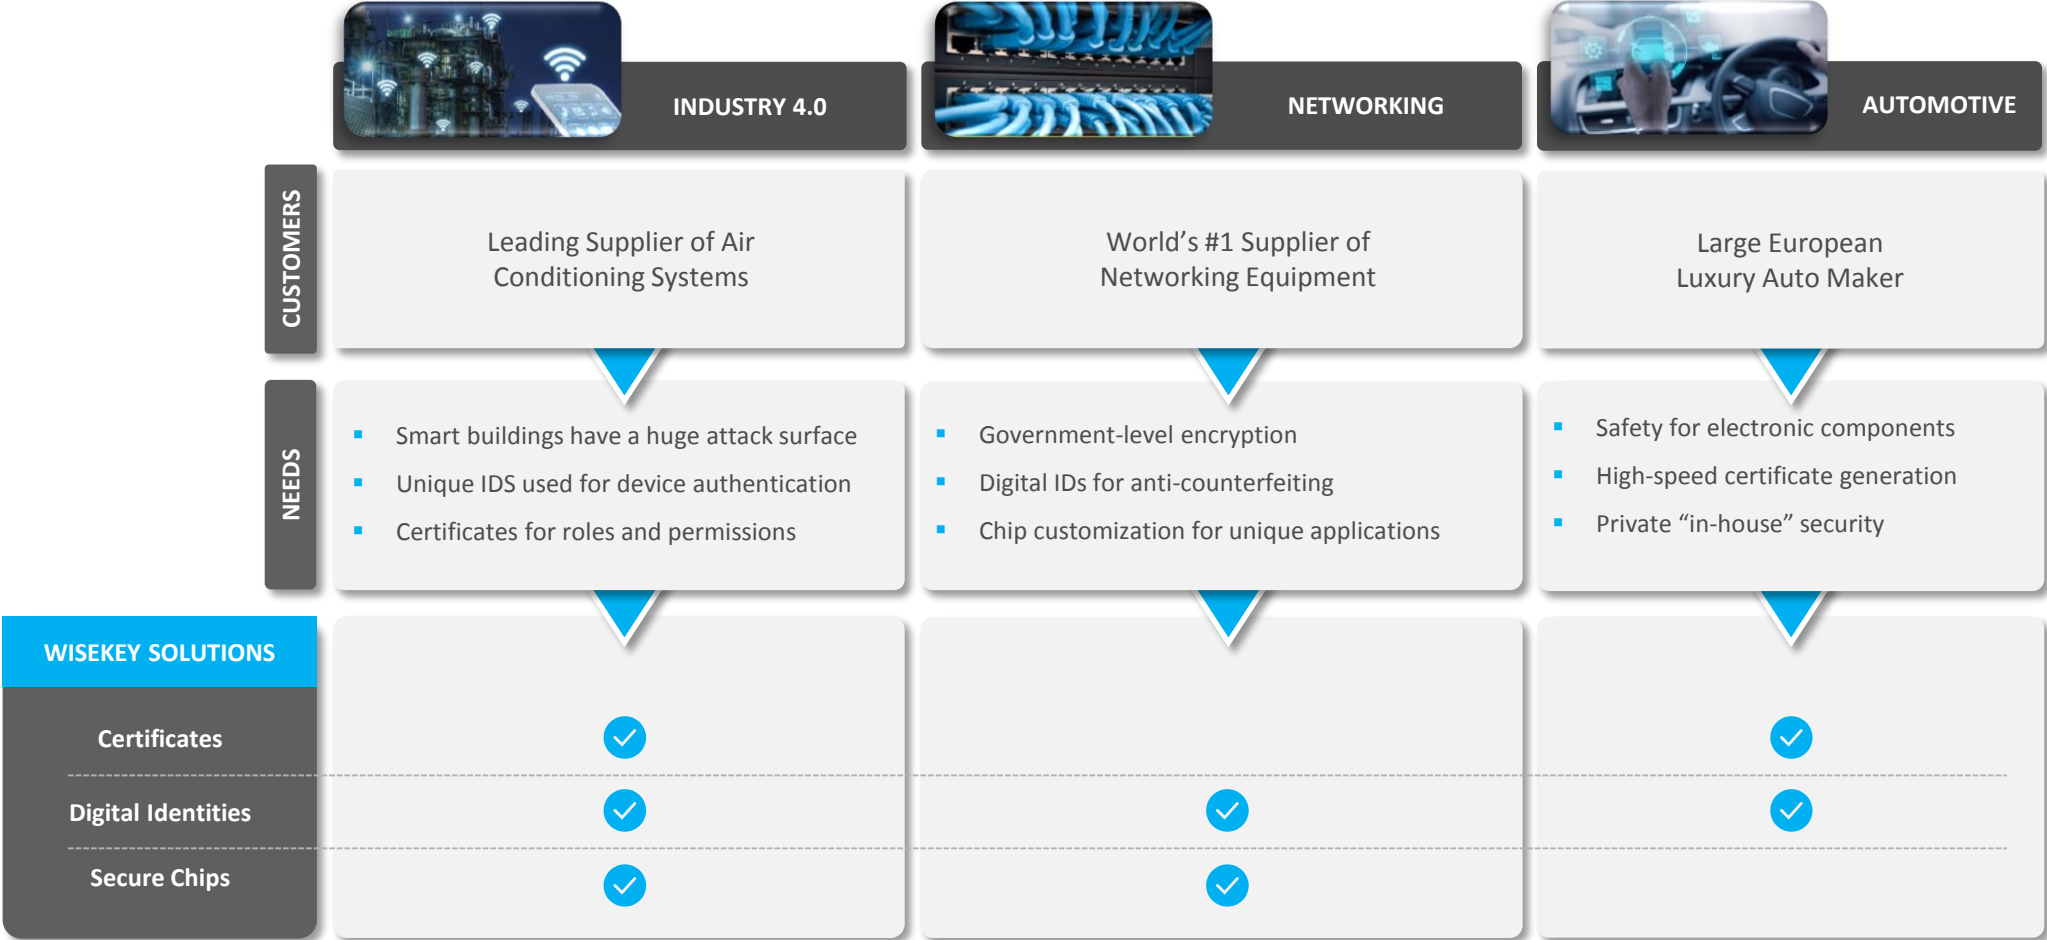 INDUSTRY 4.0
NETWORKING
AUTOMOTIVE
CUSTOMERS
Leading Supplier of Air
Conditioning Systems
World’s #1 Supplier of
Networking Equipment
Large European
Luxury Auto Maker
NEEDS
Smart buildings have a huge attack surface
Unique IDS used for device authentication
Certificates for roles and permissions
Government-level encryption
Digital IDs for anti-counterfeiting
Chip customization for unique applications
Safety for electronic components
High-speed certificate generation
Private “in-house” security
WISEKEY SOLUTIONS
Certificates
Digital Identities
Secure Chips